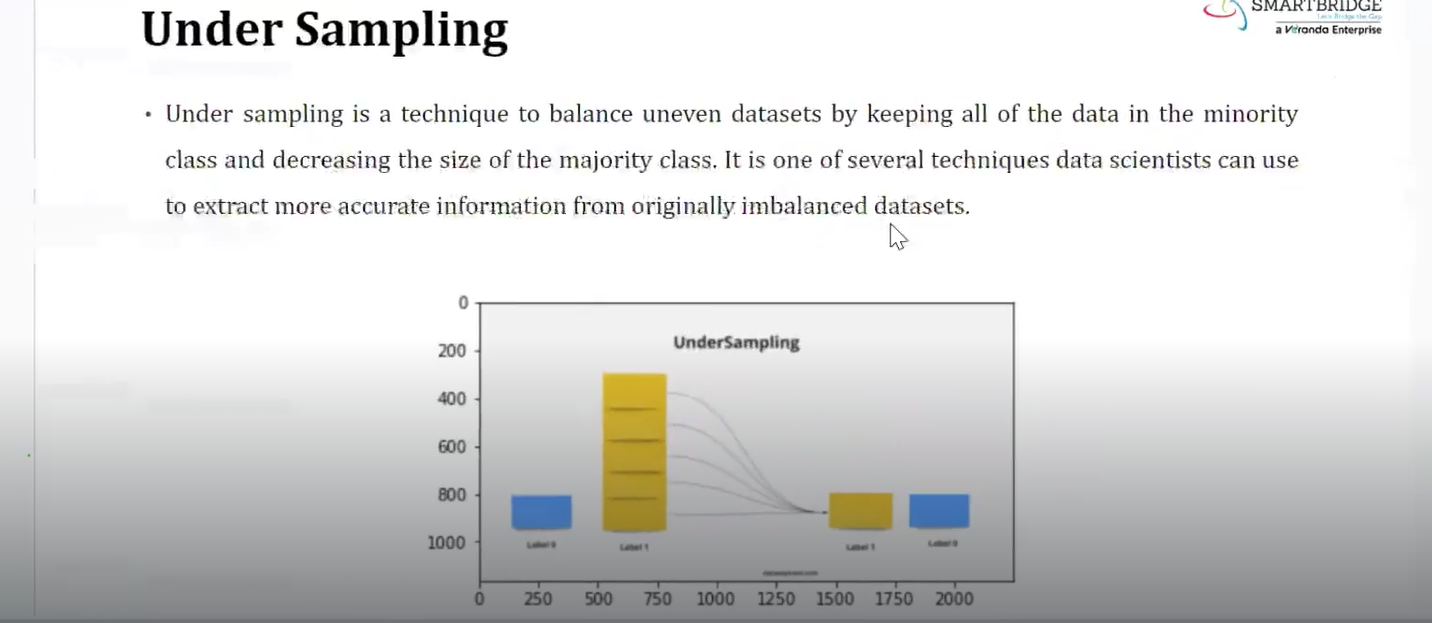 Under Sampling
SMARTBRIDGE
Let's Bridge the Gap
a Veranda Enterprise
• Under sampling is a technique to balance uneven datasets by keeping all of the data in the minority
class and decreasing the size of the majority class. It is one of several techniques data scientists can use
to extract more accurate information from originally imbalanced datasets.
UnderSampling
0
200
400
600
800
1000
Label 0
Label 1
Label 1
Label 0
0 250 500 750 1000 1250 1500 1750 2000